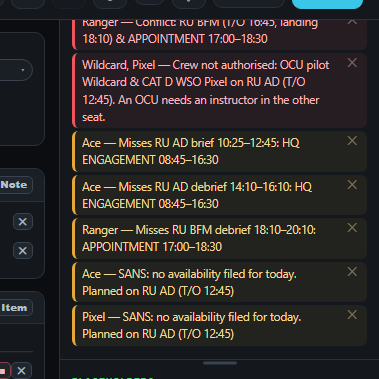 Ranger — Conflict: RU BFM (T/O 16:45, landing
18:10) & APPOINTMENT 17:00–18:30
Wildcard, Pixel — Crew not authorised: OCU pilot
Wildcard & CAT D WSO Pixel on RU AD (T/O
12:45). An OCU needs an instructor in the other
seat.
Ace — Misses RU AD brief 10:25–12:45: HQ
ENGAGEMENT 08:45–16:30
Note
Ace — Misses RU AD debrief 14:10–16:10: HQ
ENGAGEMENT 08:45–16:30
Ranger — Misses RU BFM debrief 18:10–20:10:
APPOINTMENT 17:00–18:30
Ace — SANS: no availability filed for today.
Planned on RU AD (T/O 12:45)
Item
Pixel — SANS: no availability filed for today.
Planned on RU AD (T/O 12:45)